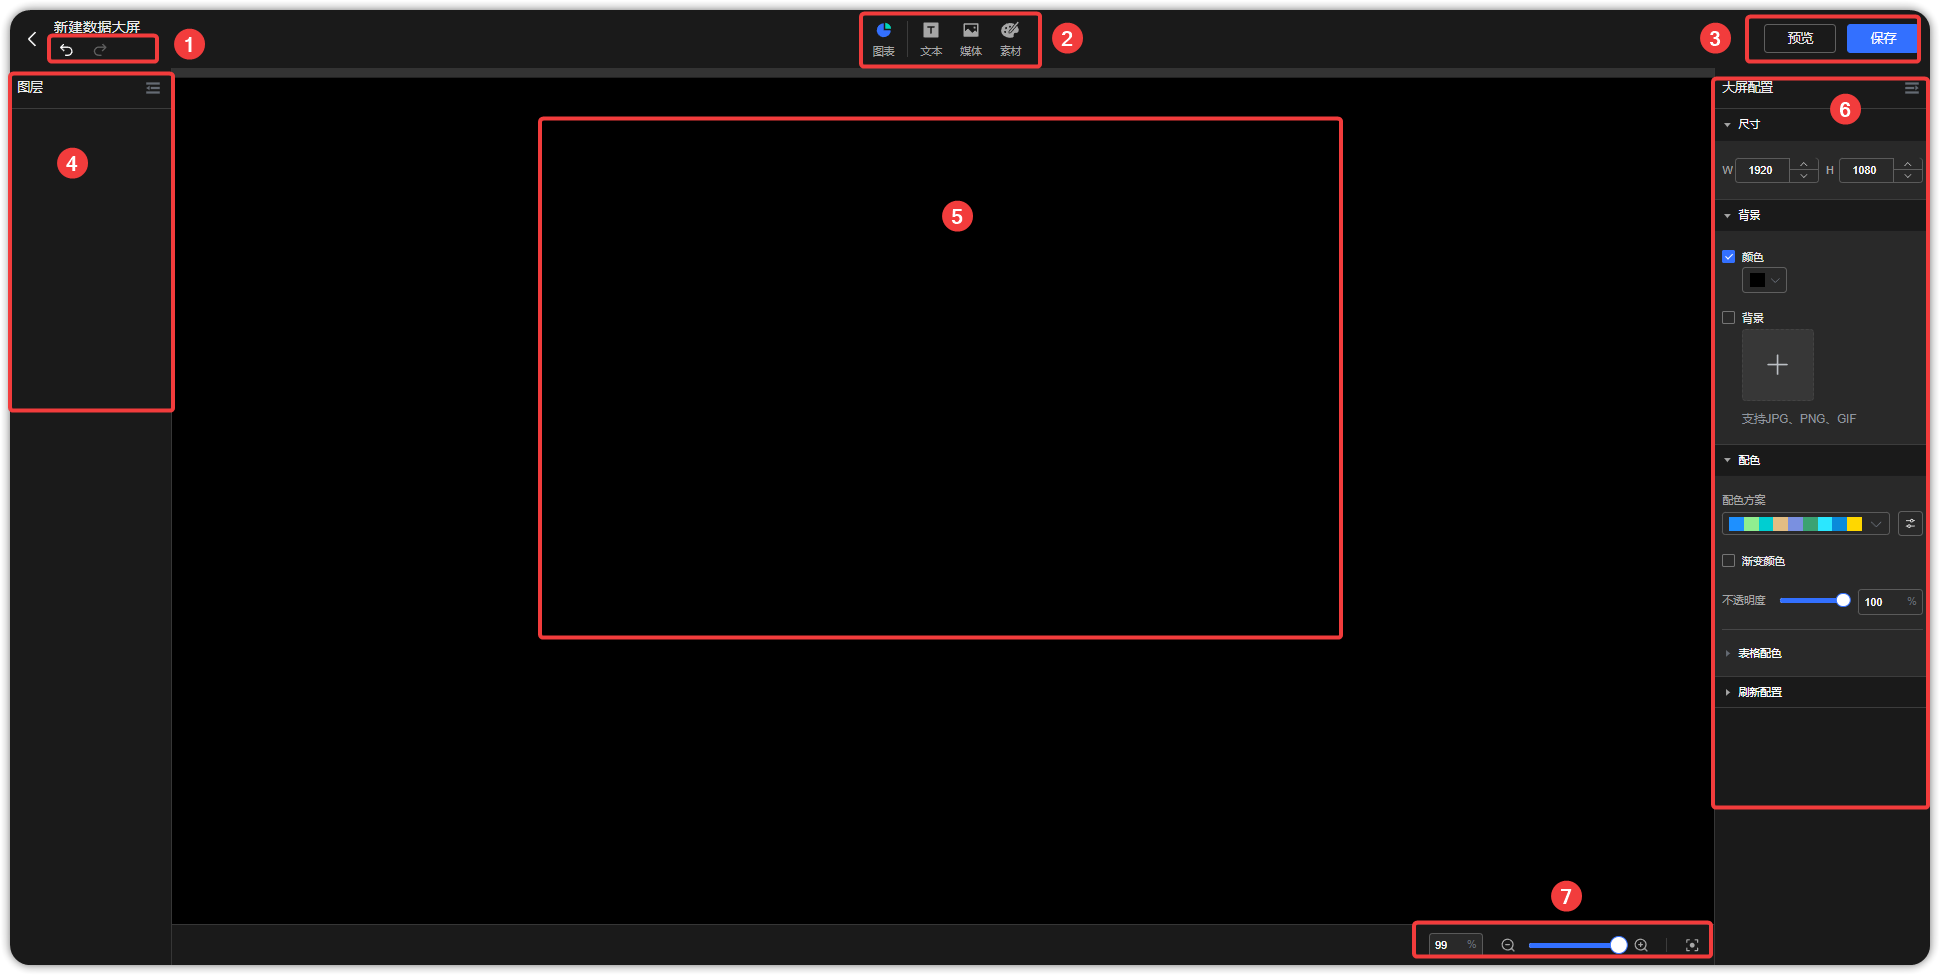 新建数据大屏
1
图表
文本
媒体
素材
2
3
预览
保存
图层
4
5
大屏配置
6
尺寸
W 1920 H 1080
背景
颜色
背景
支持JPG、PNG、GIF
配色
配色方案
渐变颜色
不透明度 100 %
表格配色
刷新配置
7
99 %